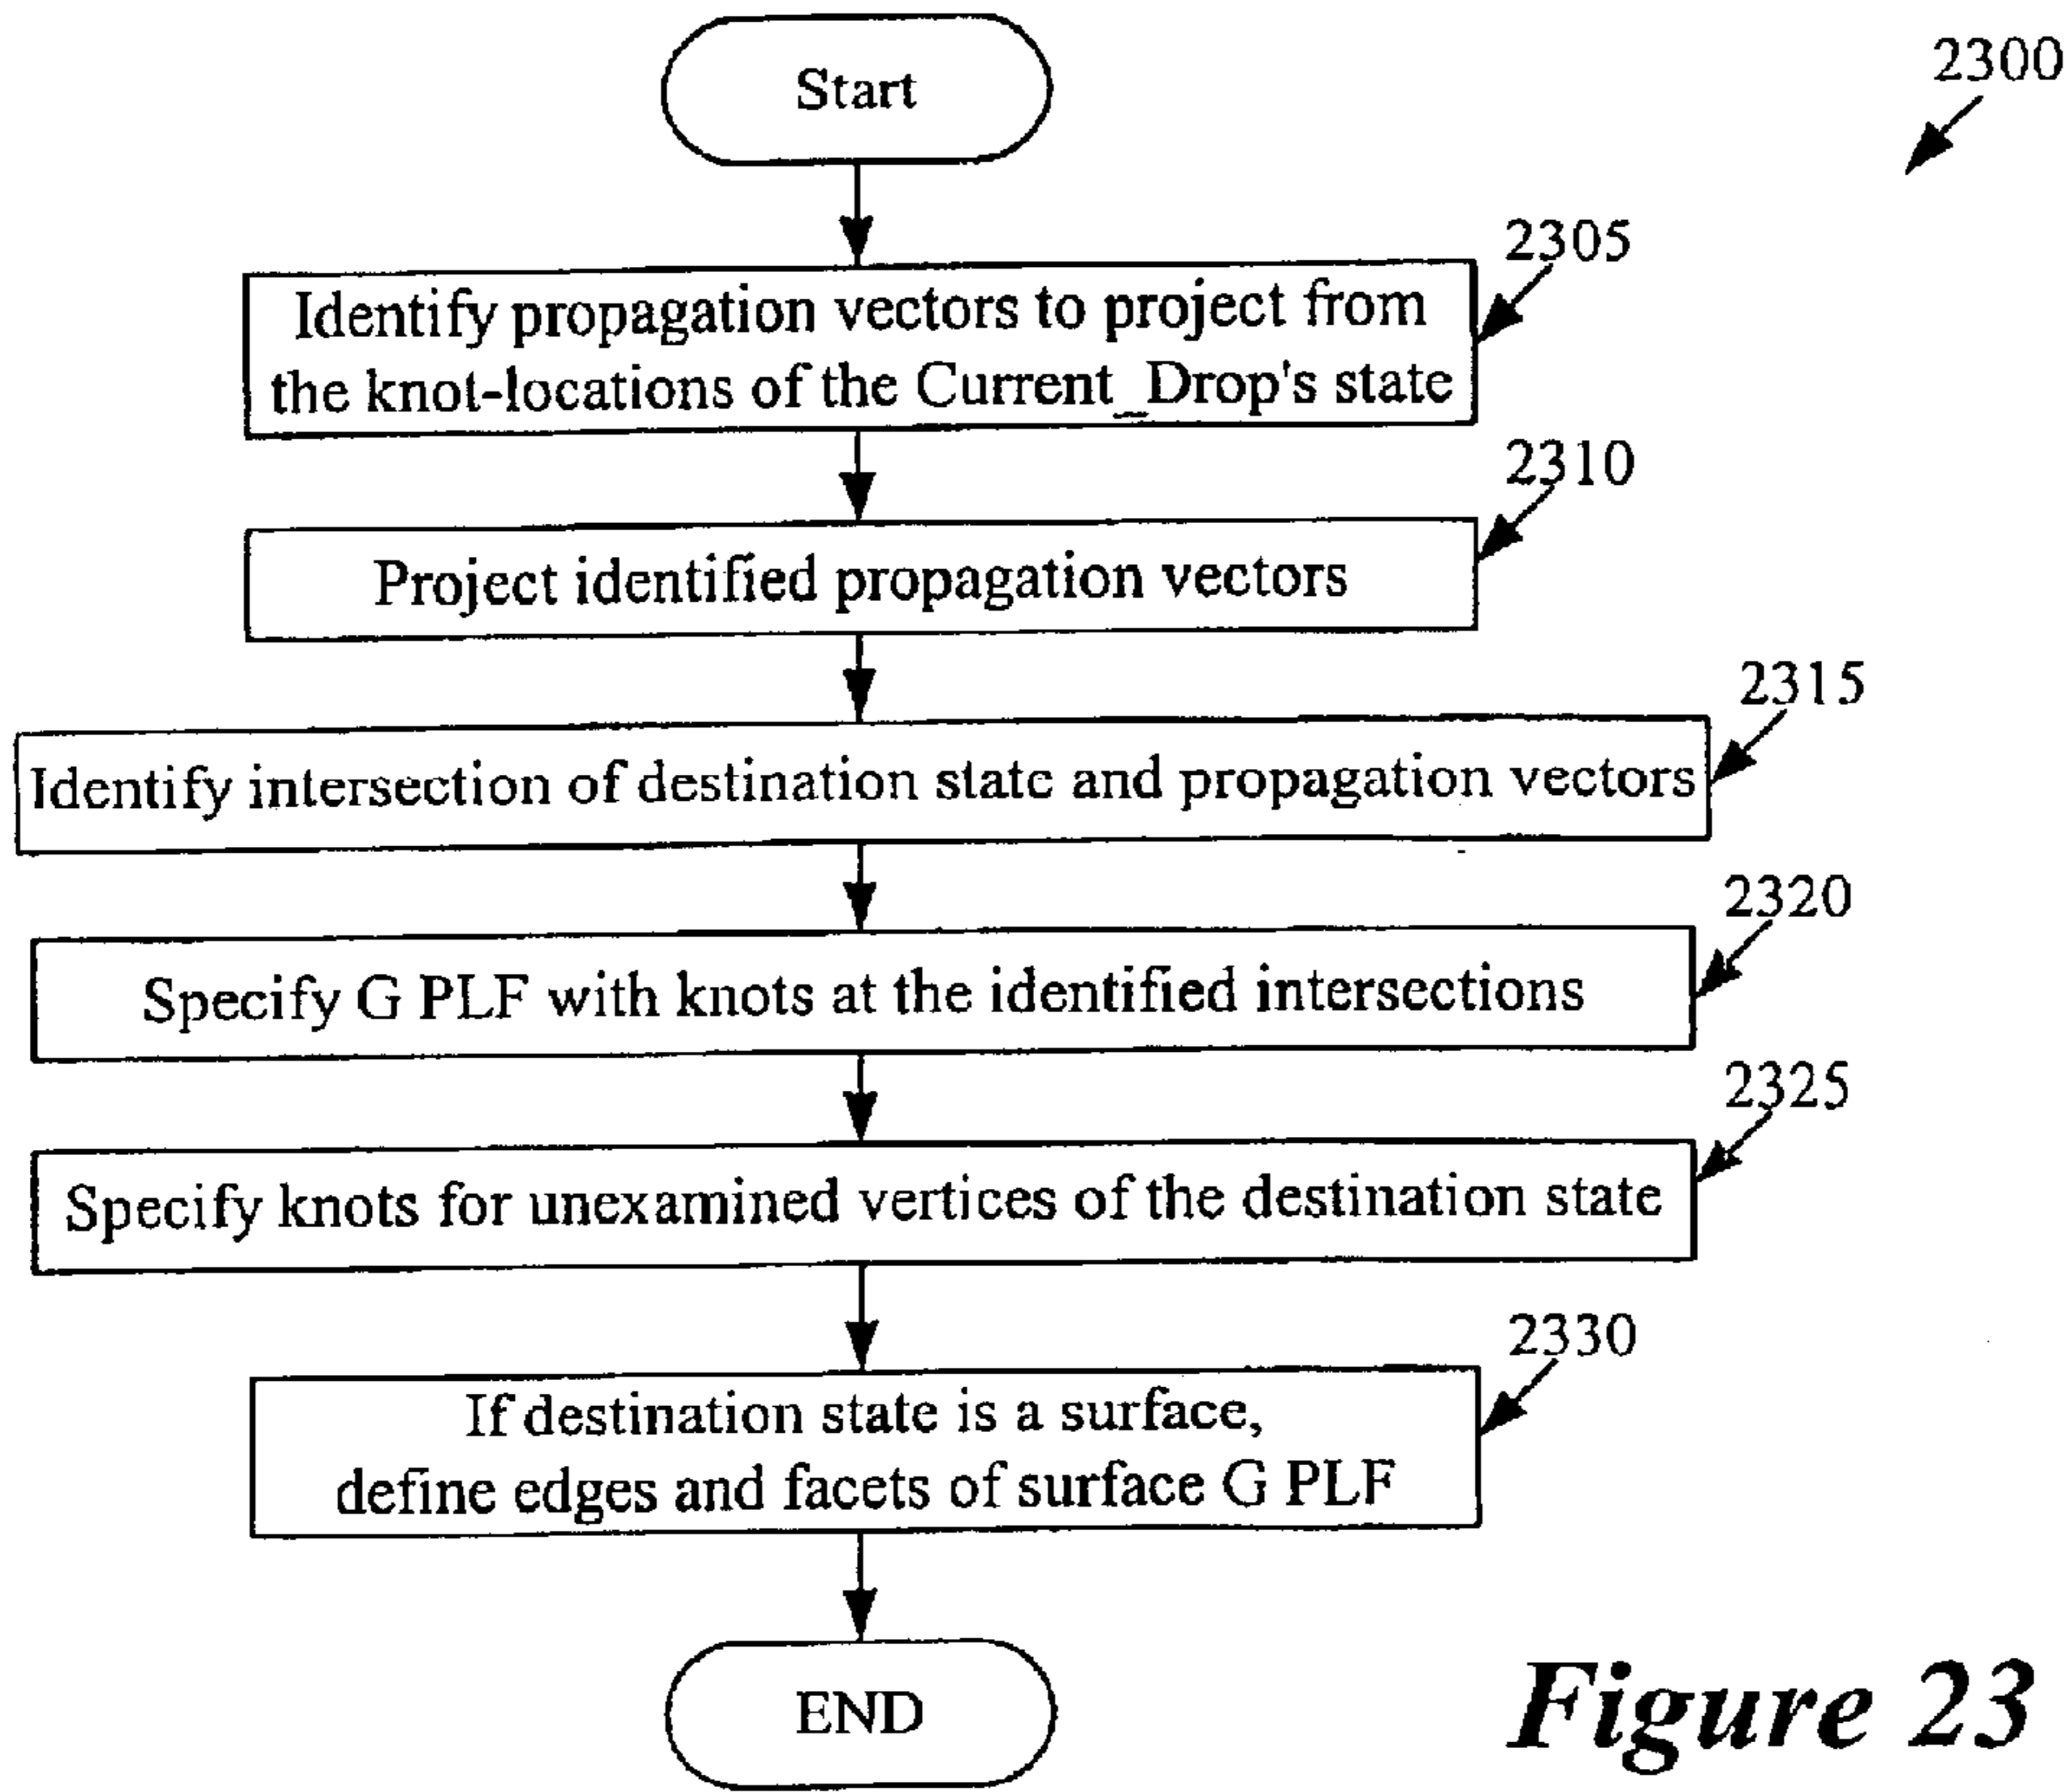 Start
2300
2305
Identify propagation vectors to project from
the knot-locations of the Current_Drop's state
2310
Project identified propagation vectors
2315
Identify intersection of destination state and propagation vectors
2320
Specify G PLF with knots at the identified intersections
2325
Specify knots for unexamined vertices of the destination state
2330
If destination state is a surface,
define edges and facets of surface G PLF
END
Figure 23